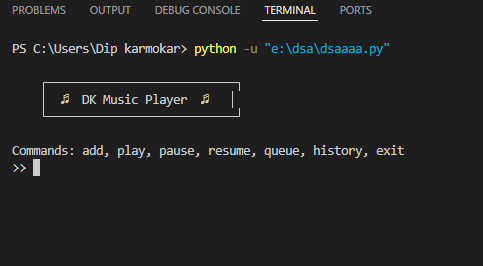 PROBLEMS OUTPUT DEBUG CONSOLE TERMINAL PORTS
PS C:\Users\Dip karmokar> python -u "e:\dsa\dsaaaa.py"
♬ DK Music Player ♬
Commands: add, play, pause, resume, queue, history, exit
>>